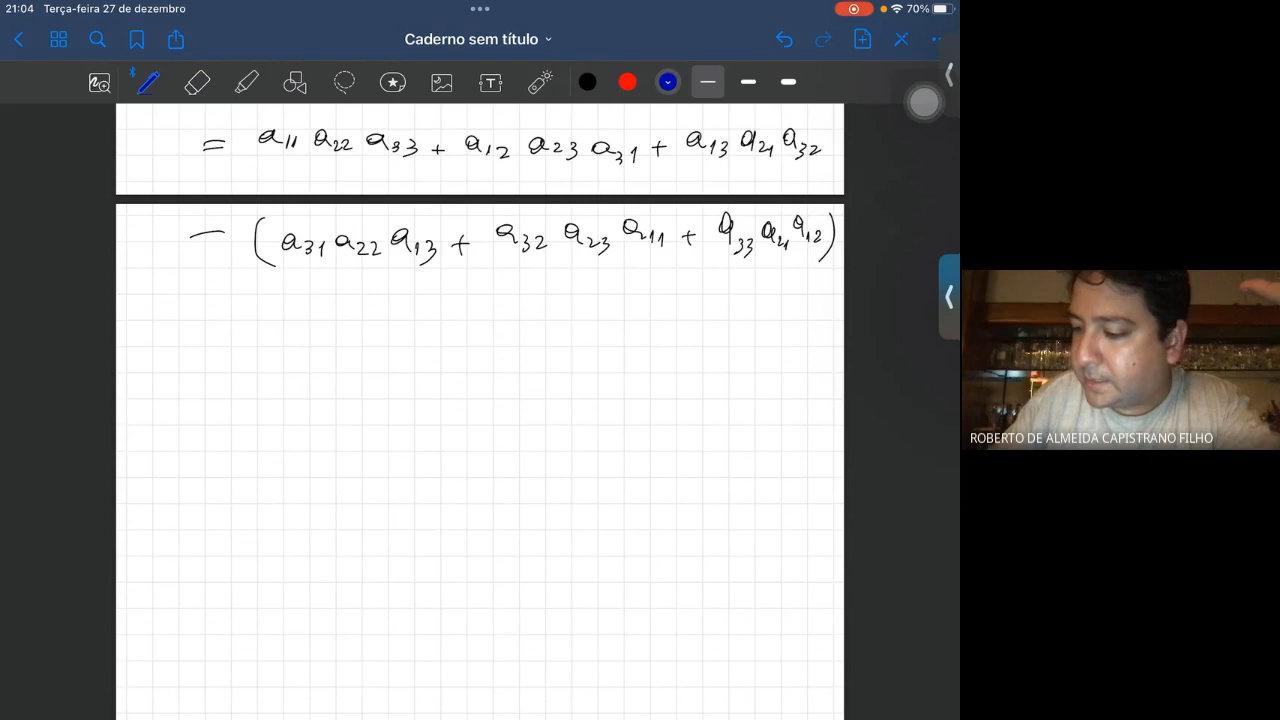 21:04 Terça-feira 27 de dezembro
70%
Caderno sem título
= a11 a22 a33 + a12 a23 a31 + a13 a21 a32
— (a31 a22 a13 + a32 a23 a11 + a33 a21 a12)
ROBERTO DE ALMEIDA CAPISTRANO FILHO